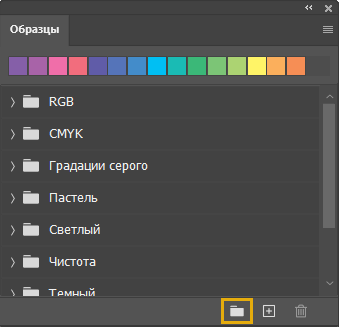 Образцы
RGB
CMYK
Градации серого
Пастель
Светлый
Чистота
Темный